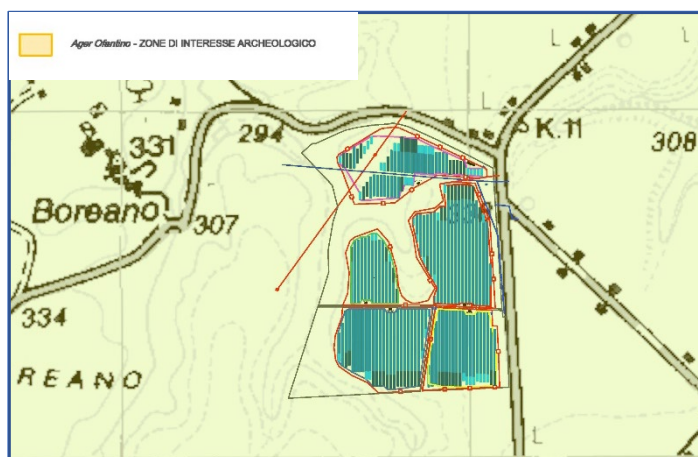 Ager Ofantino - ZONE DI INTERESSE ARCHEOLOGICO
L
L
L
K.11
331
294
308
Boreano
307
334
REANO
L